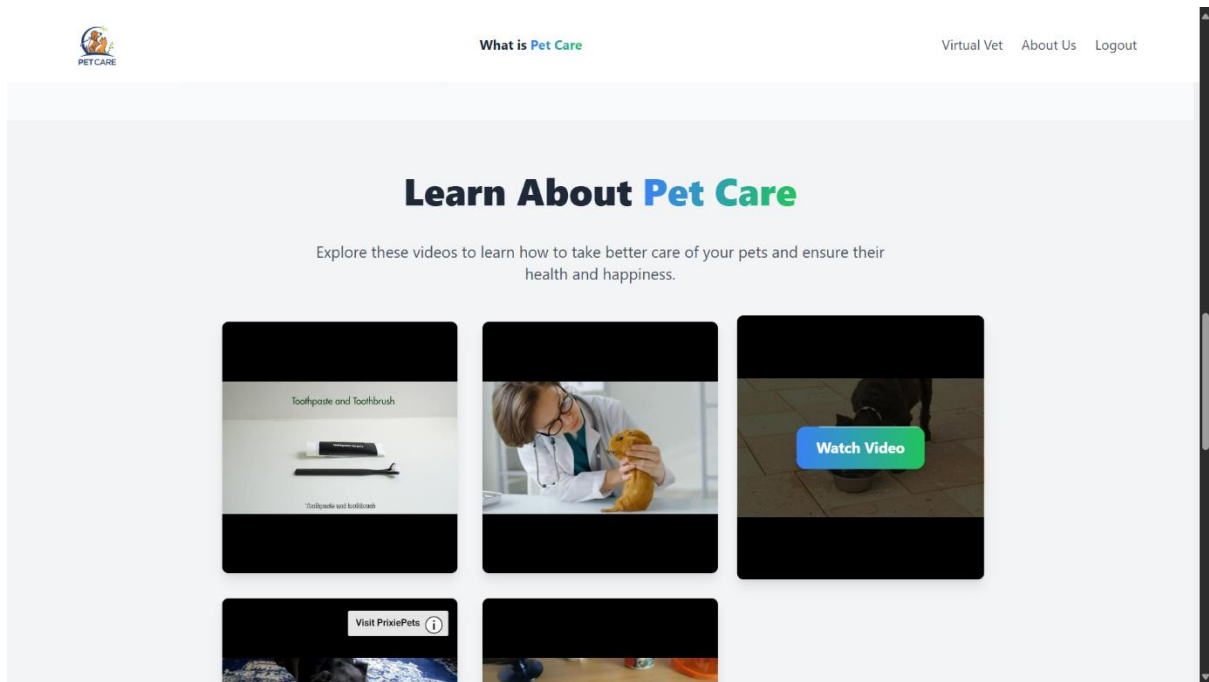 PET CARE
What is Pet Care
Virtual Vet
About Us
Logout
Learn About Pet Care
Explore these videos to learn how to take better care of your pets and ensure their
health and happiness.
Toothpaste and Toothbrush
Toothpaste and toothbrush
Watch Video
Visit PrixiePets